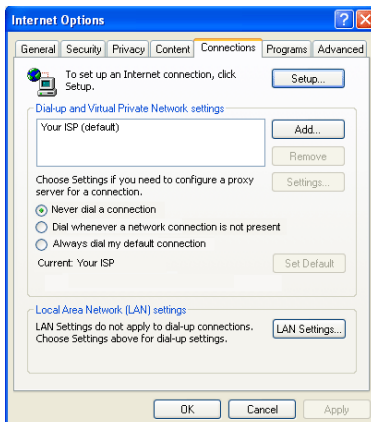 Internet Options
General Security Privacy Content Connections Programs Advanced
To set up an Internet connection, click
Setup.
Setup...
Dial-up and Virtual Private Network settings
Your ISP (default)
Add...
Remove
Choose Settings if you need to configure a proxy
server for a connection.
Settings...
Never dial a connection
Dial whenever a network connection is not present
Always dial my default connection
Current: Your ISP
Set Default
Local Area Network (LAN) settings
LAN Settings do not apply to dial-up connections.
Choose Settings above for dial-up settings.
LAN Settings...
OK Cancel Apply